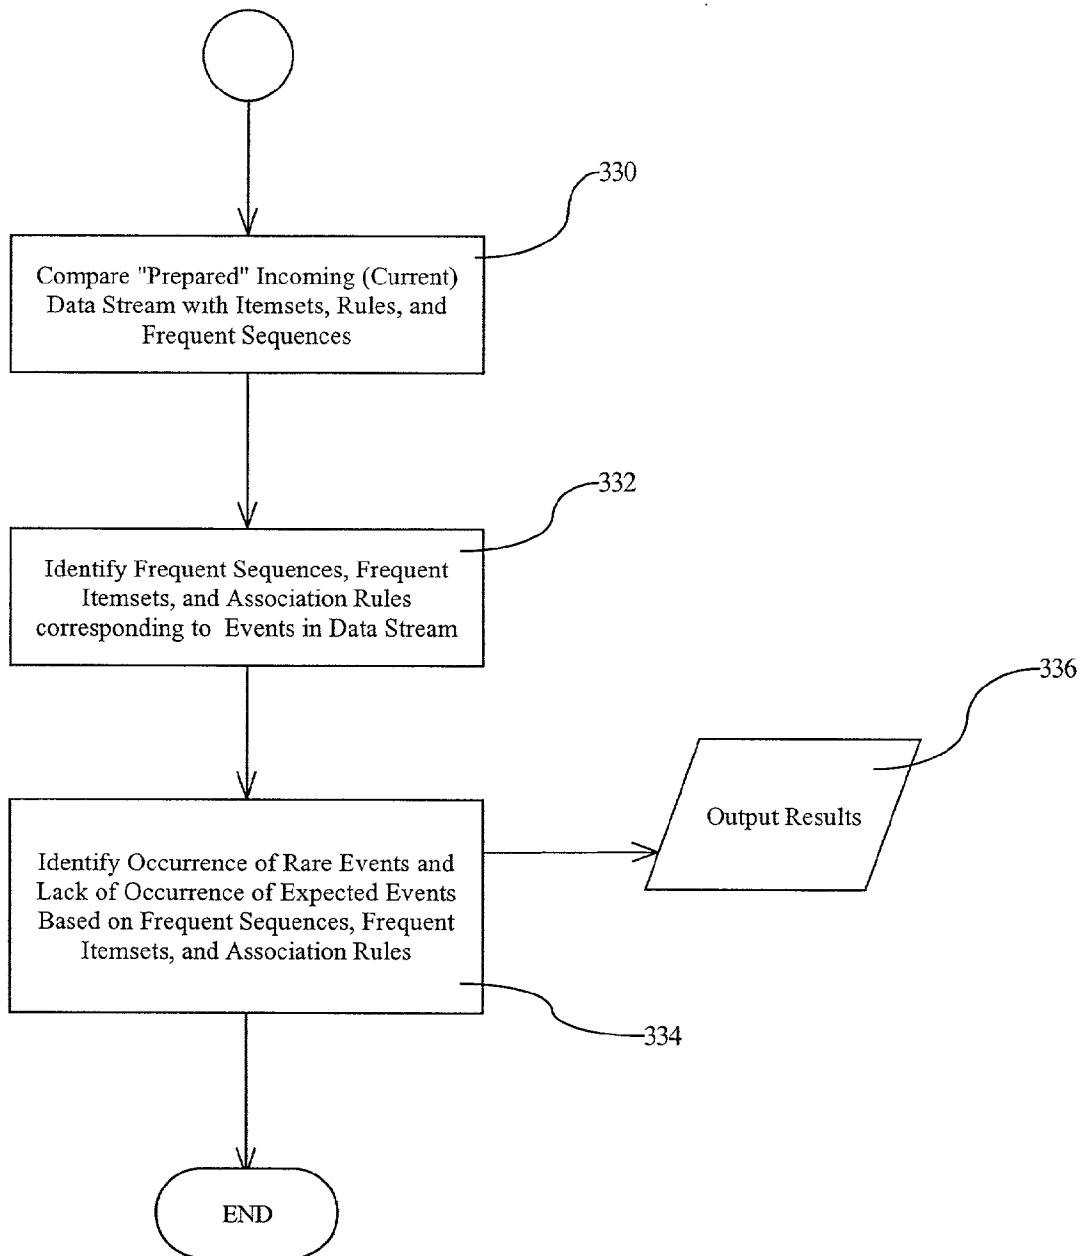 330
Compare "Prepared" Incoming (Current)
Data Stream with Itemsets, Rules, and
Frequent Sequences
332
Identify Frequent Sequences, Frequent
Itemsets, and Association Rules
corresponding to Events in Data Stream
336
Output Results
Identify Occurrence of Rare Events and
Lack of Occurrence of Expected Events
Based on Frequent Sequences, Frequent
Itemsets, and Association Rules
334
END